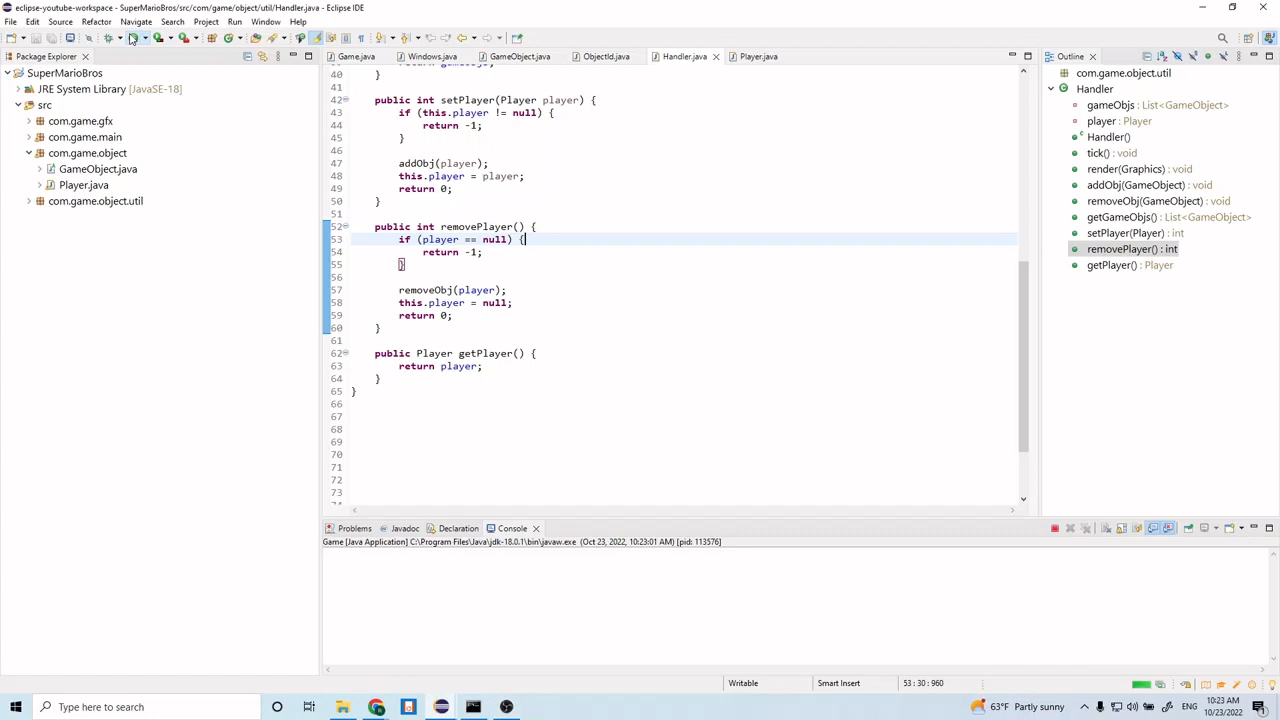 eclipse-youtube-workspace - SuperMarioBros/src/com/game/object/util/Handler.java - Eclipse IDE
File Edit Source Refactor Navigate Search Project Run Window Help
Package Explorer
SuperMarioBros
JRE System Library [JavaSE-18]
src
com.game.gfx
com.game.main
com.game.object
GameObject.java
Player.java
com.game.object.util
Game.java Windows.java GameObject.java ObjectId.java Handler.java Player.java
40 }
41
42 public int setPlayer(Player player) {
43 if (this.player != null) {
44 return -1;
45 }
46
47 addObj(player);
48 this.player = player;
49 return 0;
50 }
51
52 public int removePlayer() {
53 if (player == null) {
54 return -1;
55 }
56
57 removeObj(player);
58 this.player = null;
59 return 0;
60 }
61
62 public Player getPlayer() {
63 return player;
64 }
65 }
66
67
68
69
70
71
72
73
Outline
com.game.object.util
Handler
gameObjs : List<GameObject>
player : Player
Handler()
tick() : void
render(Graphics) : void
addObj(GameObject) : void
removeObj(GameObject) : void
getGameObjs() : List<GameObject>
setPlayer(Player) : int
removePlayer() : int
getPlayer() : Player
Problems Javadoc Declaration Console
Game [Java Application] C:\Program Files\Java\jdk-18.0.1\bin\javaw.exe (Oct 23, 2022, 10:23:01 AM) [pid: 113576]
Writable Smart Insert 53 : 30 : 960
Type here to search
63°F Partly sunny
10:23 AM
10/23/2022